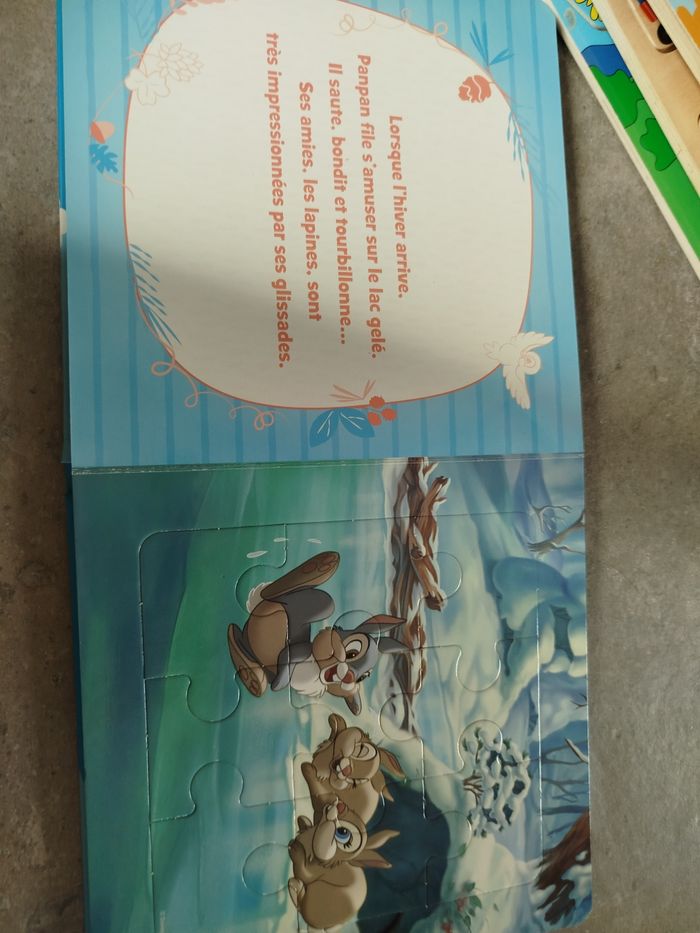 Lorsque l'hiver arrive,
Panpan file s'amuser sur le lac gelé.
Il saute, bondit et tourbillonne...
Ses amies, les lapines, sont
très impressionnées par ses glissades.